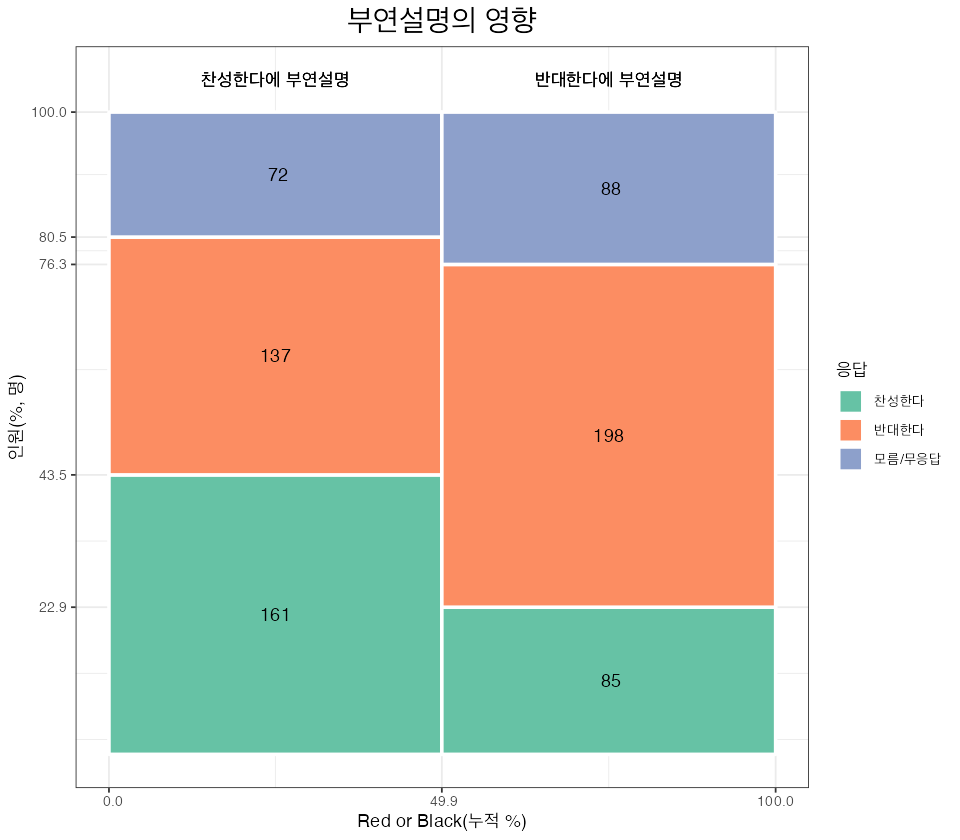 부연설명의 영향
찬성한다에 부연설명
반대한다에 부연설명
100.0
80.5
76.3
43.5
22.9
인원(%, 명)
72
88
137
198
161
85
0.0
49.9
100.0
Red or Black(누적 %)
응답
찬성한다
반대한다
모름/무응답